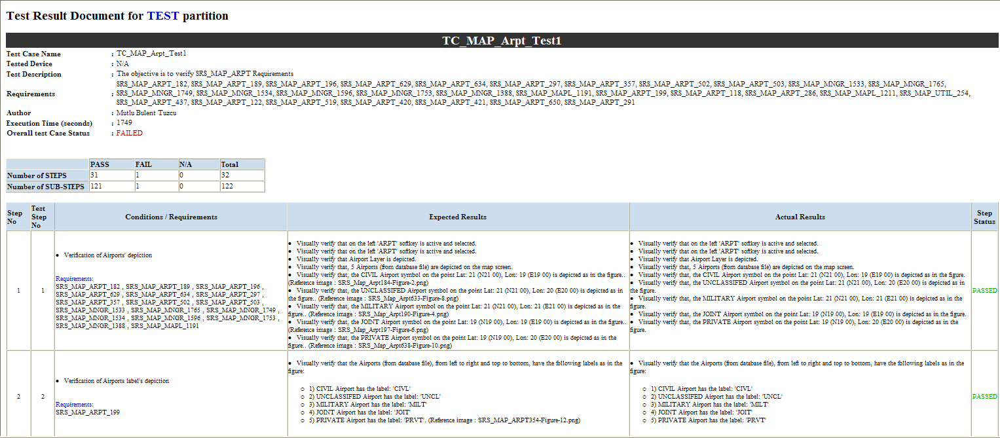 Test Result Document for TEST partition
TC_MAP_Arpt_Test1
Test Case Name : TC_MAP_Arpt_Test1
Tested Device : N/A
Test Description : The objective is to verify SRS_MAP_ARPT Requirements
SRS_MAP_ARPT_182, SRS_MAP_ARPT_189, SRS_MAP_ARPT_196, SRS_MAP_ARPT_629, SRS_MAP_ARPT_634, SRS_MAP_ARPT_297, SRS_MAP_ARPT_357, SRS_MAP_ARPT_502, SRS_MAP_ARPT_503, SRS_MAP_MNGR_1533, SRS_MAP_MNGR_1765,
Requirements : SRS_MAP_MNGR_1749, SRS_MAP_MNGR_1534, SRS_MAP_MNGR_1596, SRS_MAP_MNGR_1753, SRS_MAP_MNGR_1388, SRS_MAP_MAPL_1191, SRS_MAP_ARPT_199, SRS_MAP_ARPT_118, SRS_MAP_ARPT_286, SRS_MAP_MAPL_1211, SRS_MAP_UTIL_254,
SRS_MAP_ARPT_437, SRS_MAP_ARPT_122, SRS_MAP_ARPT_519, SRS_MAP_ARPT_420, SRS_MAP_ARPT_421, SRS_MAP_ARPT_650, SRS_MAP_ARPT_291
Author : Mutlu Bulent Tuzcu
Execution Time (seconds) : 1749
Overall test Case Status : FAILED
PASS FAIL N/A Total
Number of STEPS 31 1 0 32
Number of SUB-STEPS 121 1 0 122
Step No
Test Step No
Conditions / Requirements
Expected Results
Actual Results
Step Status
1
1
• Verification of Airports' depiction
Requirements:
SRS_MAP_ARPT_182 , SRS_MAP_ARPT_189 , SRS_MAP_ARPT_196 ,
SRS_MAP_ARPT_629 , SRS_MAP_ARPT_634 , SRS_MAP_ARPT_297 ,
SRS_MAP_ARPT_357 , SRS_MAP_ARPT_502 , SRS_MAP_ARPT_503 ,
SRS_MAP_MNGR_1533 , SRS_MAP_MNGR_1765 , SRS_MAP_MNGR_1749 ,
SRS_MAP_MNGR_1534 , SRS_MAP_MNGR_1596 , SRS_MAP_MNGR_1753 ,
SRS_MAP_MNGR_1388 , SRS_MAP_MAPL_1191
• Visually verify that on the left 'ARPT' softkey is active and selected.
• Visually verify that on the left 'ARPT' softkey is active and selected.
• Visually verify that Airport Layer is depicted.
• Visually verify that, 5 Airports (from database file) are depicted on the map screen.
• Visually verify that, the CIVIL Airport symbol on the point Lat: 21 (N21 00), Lon: 19 (E19 00) is depicted as in the figure..
(Reference image : SRS_Map_Arpt184-Figure-2.png)
• Visually verify that, the UNCLASSIFED Airport symbol on the point Lat: 21 (N21 00), Lon: 20 (E20 00) is depicted as in
the figure.. (Reference image : SRS_Map_Arpt633-Figure-8.png)
• Visually verify that, the MILITARY Airport symbol on the point Lat: 21 (N21 00), Lon: 21 (E21 00) is depicted as in the
figure.. (Reference image : SRS_Map_Arpt190-Figure-4.png)
• Visually verify that, the JOINT Airport symbol on the point Lat: 19 (N19 00), Lon: 19 (E19 00) is depicted as in the figure..
(Reference image : SRS_Map_Arpt197-Figure-6.png)
• Visually verify that, the PRIVATE Airport symbol on the point Lat: 19 (N19 00), Lon: 20 (E20 00) is depicted as in the
figure.. (Reference image : SRS_Map_Arpt638-Figure-10.png)
• Visually verify that on the left 'ARPT' softkey is active and selected.
• Visually verify that on the left 'ARPT' softkey is active and selected.
• Visually verify that Airport Layer is depicted.
• Visually verify that, 5 Airports (from database file) are depicted on the map screen.
• Visually verify that, the CIVIL Airport symbol on the point Lat: 21 (N21 00), Lon: 19 (E19 00) is depicted as in the figure.
• Visually verify that, the UNCLASSIFED Airport symbol on the point Lat: 21 (N21 00), Lon: 20 (E20 00) is depicted as in
the figure.
• Visually verify that, the MILITARY Airport symbol on the point Lat: 21 (N21 00), Lon: 21 (E21 00) is depicted as in the
figure.
• Visually verify that, the JOINT Airport symbol on the point Lat: 19 (N19 00), Lon: 19 (E19 00) is depicted as in the figure.
• Visually verify that, the PRIVATE Airport symbol on the point Lat: 19 (N19 00), Lon: 20 (E20 00) is depicted as in the
figure.
PASSED
2
2
• Verification of Airports label's depiction
Requirements:
SRS_MAP_ARPT_199
• Visually verify that the Airports (from database file), from left to right and top to bottom, have the following labels as in the
figure:
o 1) CIVIL Airport has the label: 'CIVL'
o 2) UNCLASSIFED Airport has the label: 'UNCL'
o 3) MILITARY Airport has the label: 'MILT'
o 4) JOINT Airport has the label: 'JOIT'
o 5) PRIVATE Airport has the label: 'PRVT'. (Reference image : SRS_MAP_ARPT354-Figure-12.png)
• Visually verify that the Airports (from database file), from left to right and top to bottom, have the following labels as in the
figure:
o 1) CIVIL Airport has the label: 'CIVL'
o 2) UNCLASSIFED Airport has the label: 'UNCL'
o 3) MILITARY Airport has the label: 'MILT'
o 4) JOINT Airport has the label: 'JOIT'
o 5) PRIVATE Airport has the label: 'PRVT'
PASSED